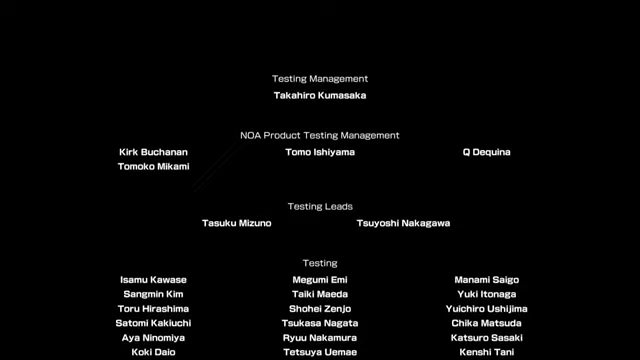 Testing Management
Takahiro Kumasaka
NOA Product Testing Management
Kirk Buchanan Tomo Ishiyama Q Dequina
Tomoko Mikami
Testing Leads
Tasuku Mizuno Tsuyoshi Nakagawa
Testing
Isamu Kawase Megumi Emi Manami Saigo
Sangmin Kim Taiki Maeda Yuki Itonaga
Toru Hirashima Shohei Zenjo Yuichiro Ushijima
Satomi Kakiuchi Tsukasa Nagata Chika Matsuda
Aya Ninomiya Ryuu Nakamura Katsuro Sasaki
Koki Daio Tetsuya Uemae Kenshi Tani